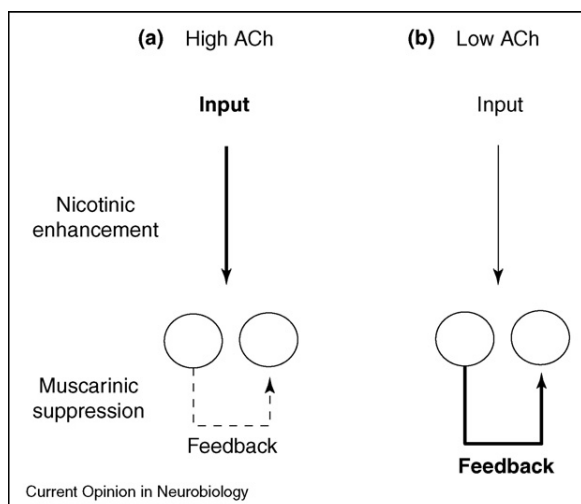 (a) High ACh
(b) Low ACh
Input
Input
Nicotinic
enhancement
Muscarinic
suppression
Feedback
Feedback
Current Opinion in Neurobiology